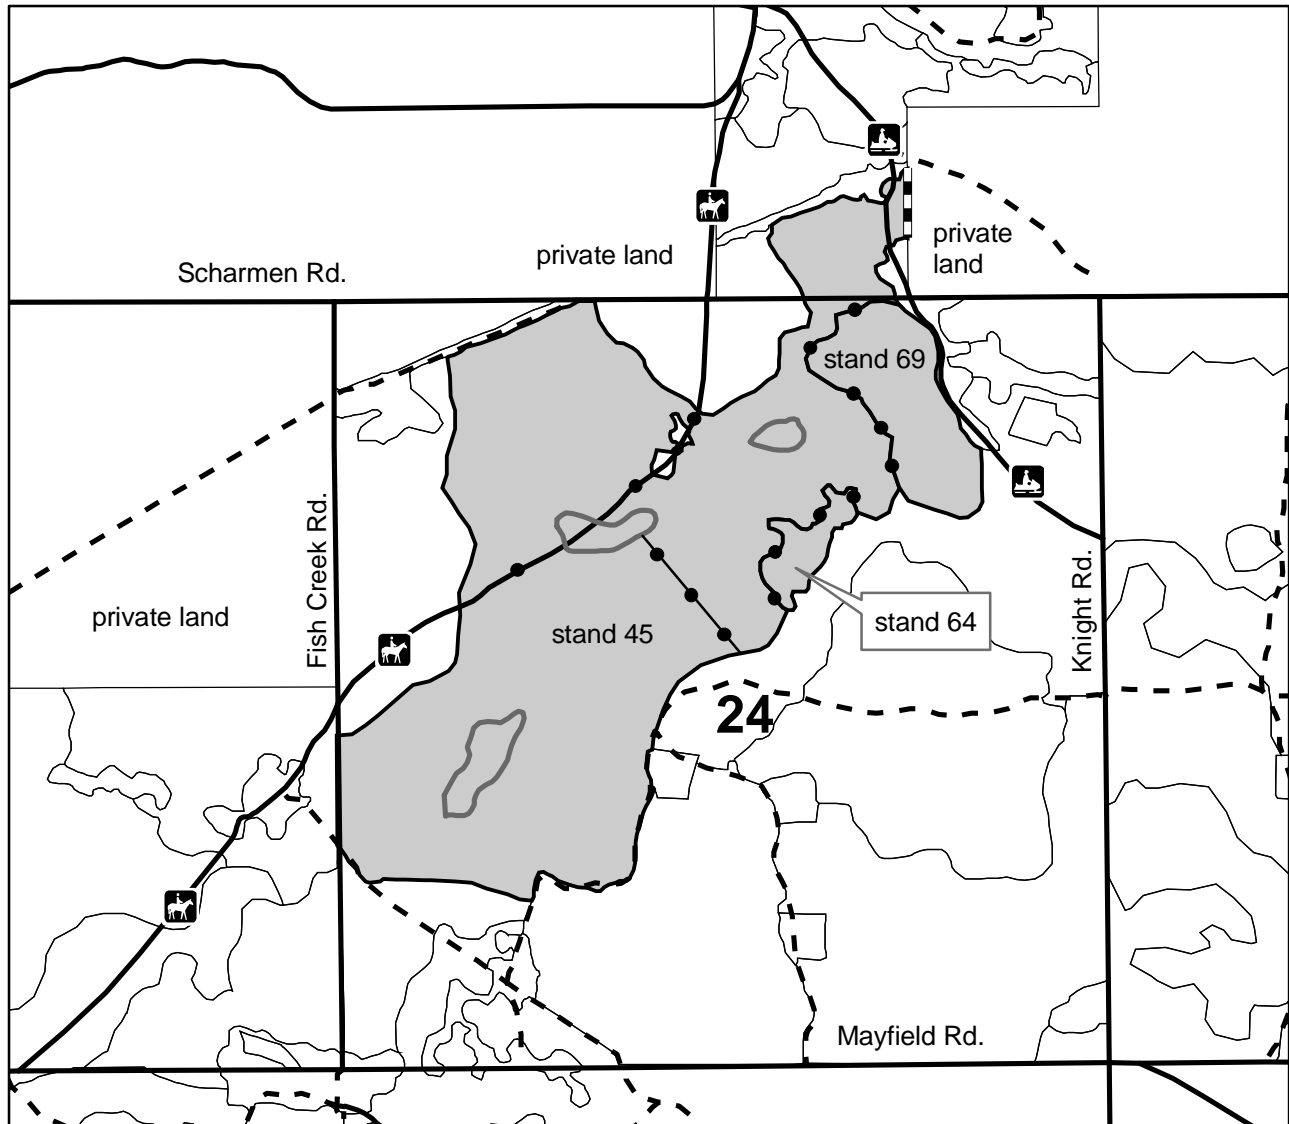 private land
private
land
Scharmen Rd.
stand 69
Fish Creek Rd.
private land
stand 45
stand 64
Knight Rd.
24
Mayfield Rd.